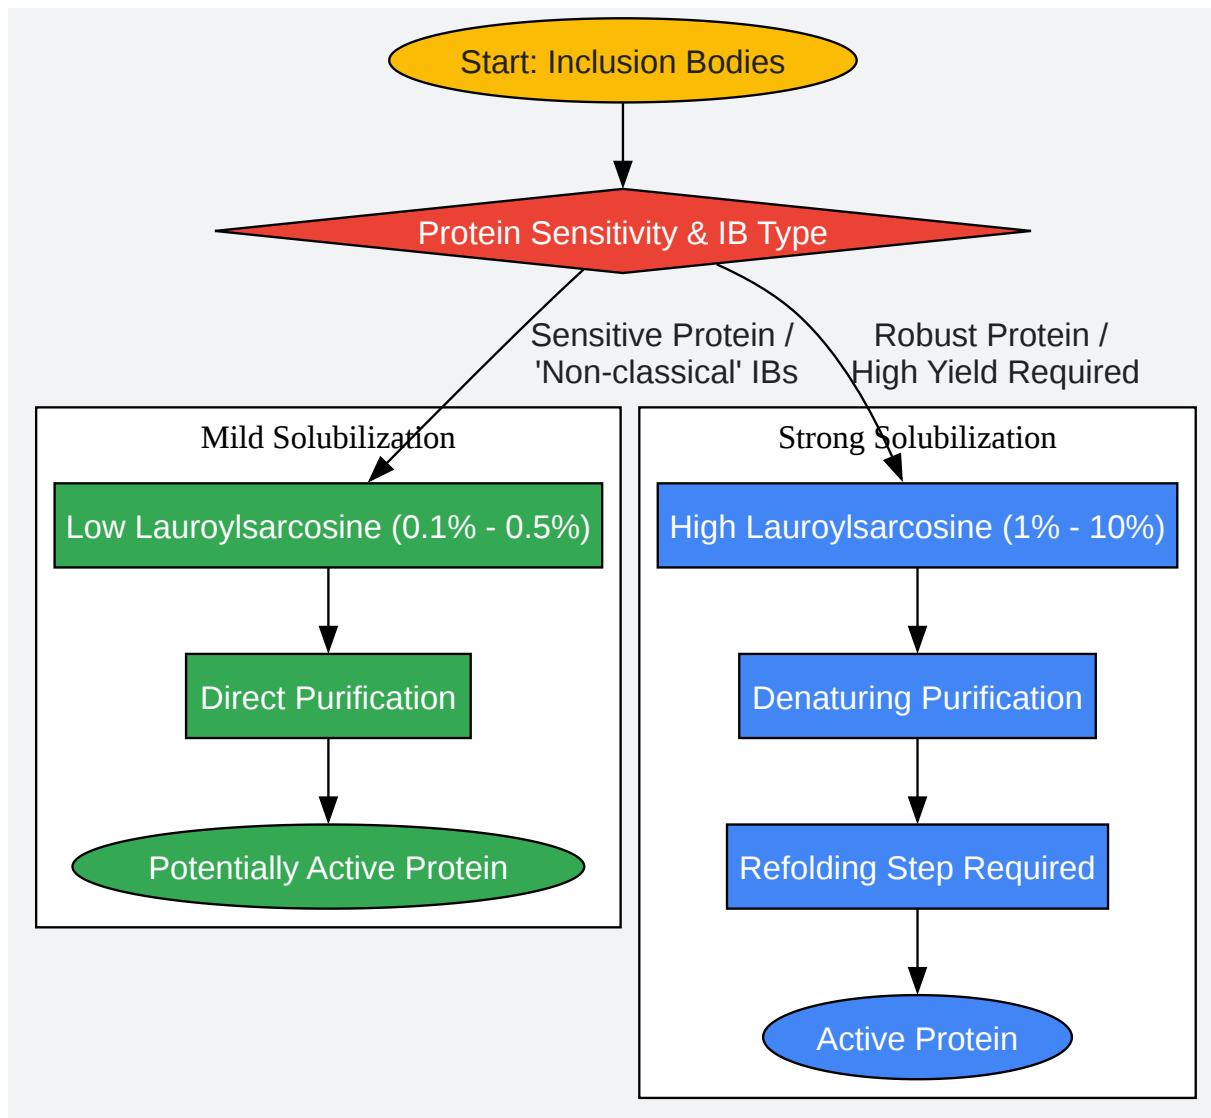 Start: Inclusion Bodies
Protein Sensitivity & IB Type
Sensitive Protein /
'Non-classical' IBs
Robust Protein /
High Yield Required
Mild Solubilization
Low Lauroylsarcosine (0.1% - 0.5%)
Direct Purification
Potentially Active Protein
Strong Solubilization
High Lauroylsarcosine (1% - 10%)
Denaturing Purification
Refolding Step Required
Active Protein